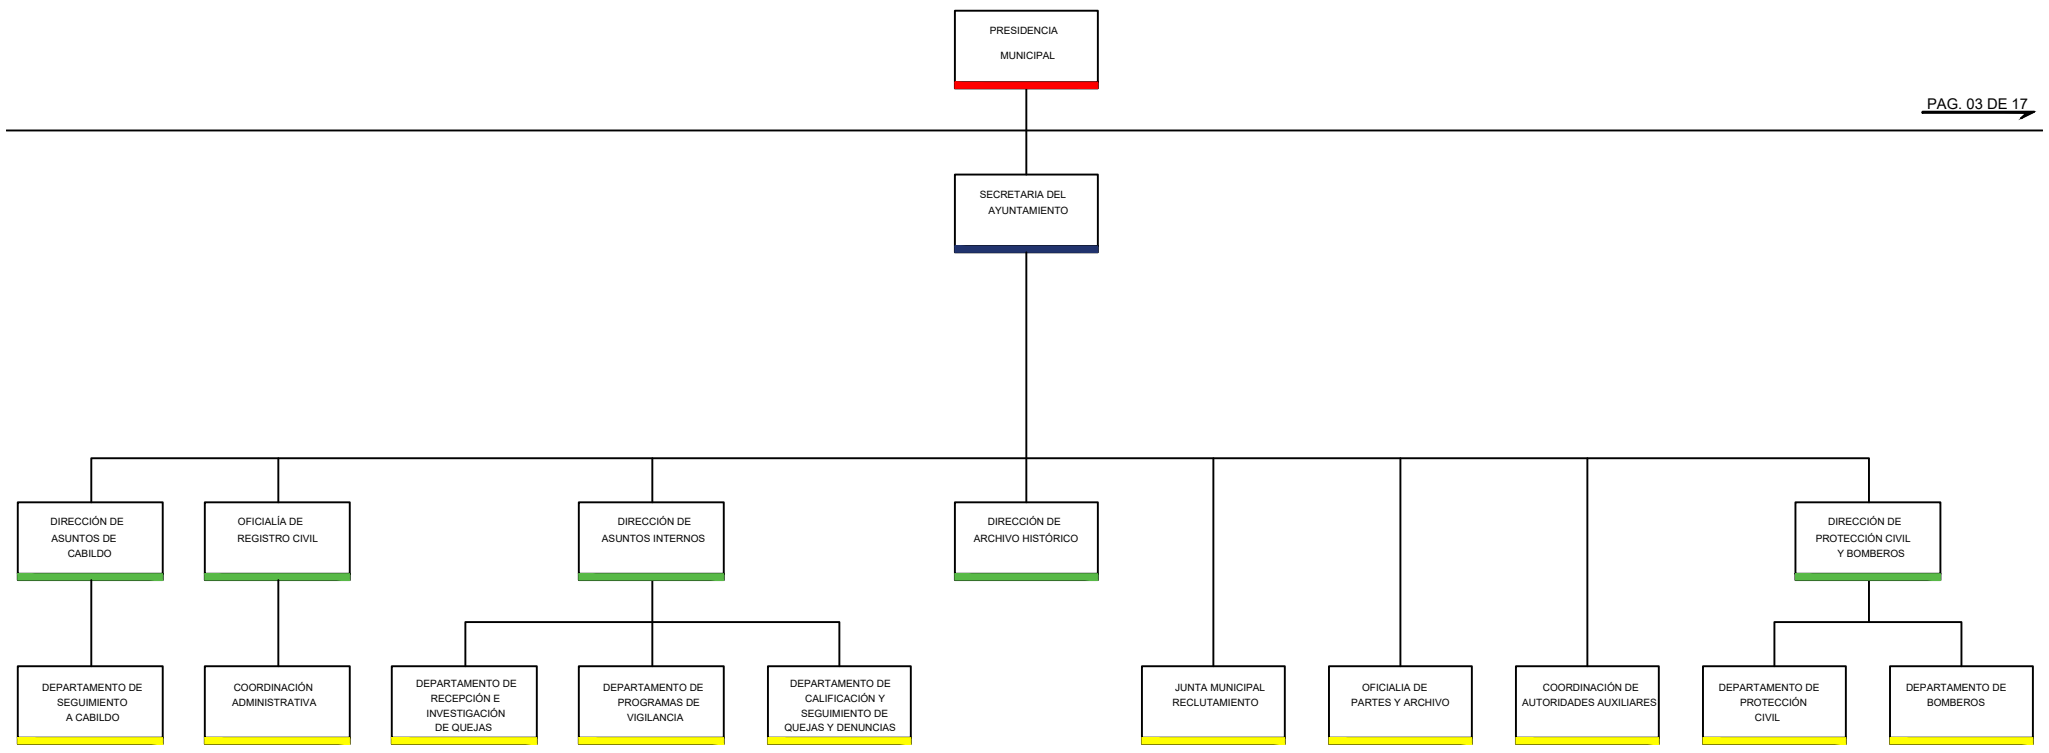 PRESIDENCIA
MUNICIPAL
PAG. 03 DE 17
SECRETARIA DEL
AYUNTAMIENTO
DIRECCIÓN DE
ASUNTOS DE
CABILDO
OFICIALÍA DE
REGISTRO CIVIL
DIRECCIÓN DE
ASUNTOS INTERNOS
DIRECCIÓN DE
ARCHIVO HISTÓRICO
DIRECCIÓN DE
PROTECCIÓN CIVIL
Y BOMBEROS
DEPARTAMENTO DE
SEGUIMIENTO
A CABILDO
COORDINACIÓN
ADMINISTRATIVA
DEPARTAMENTO DE
RECEPCIÓN E
INVESTIGACIÓN
DE QUEJAS
DEPARTAMENTO DE
PROGRAMAS DE
VIGILANCIA
DEPARTAMENTO DE
CALIFICACIÓN Y
SEGUIMIENTO DE
QUEJAS Y DENUNCIAS
JUNTA MUNICIPAL
RECLUTAMIENTO
OFICIALIA DE
PARTES Y ARCHIVO
COORDINACIÓN DE
AUTORIDADES AUXILIARES
DEPARTAMENTO DE
PROTECCIÓN
CIVIL
DEPARTAMENTO DE
BOMBEROS